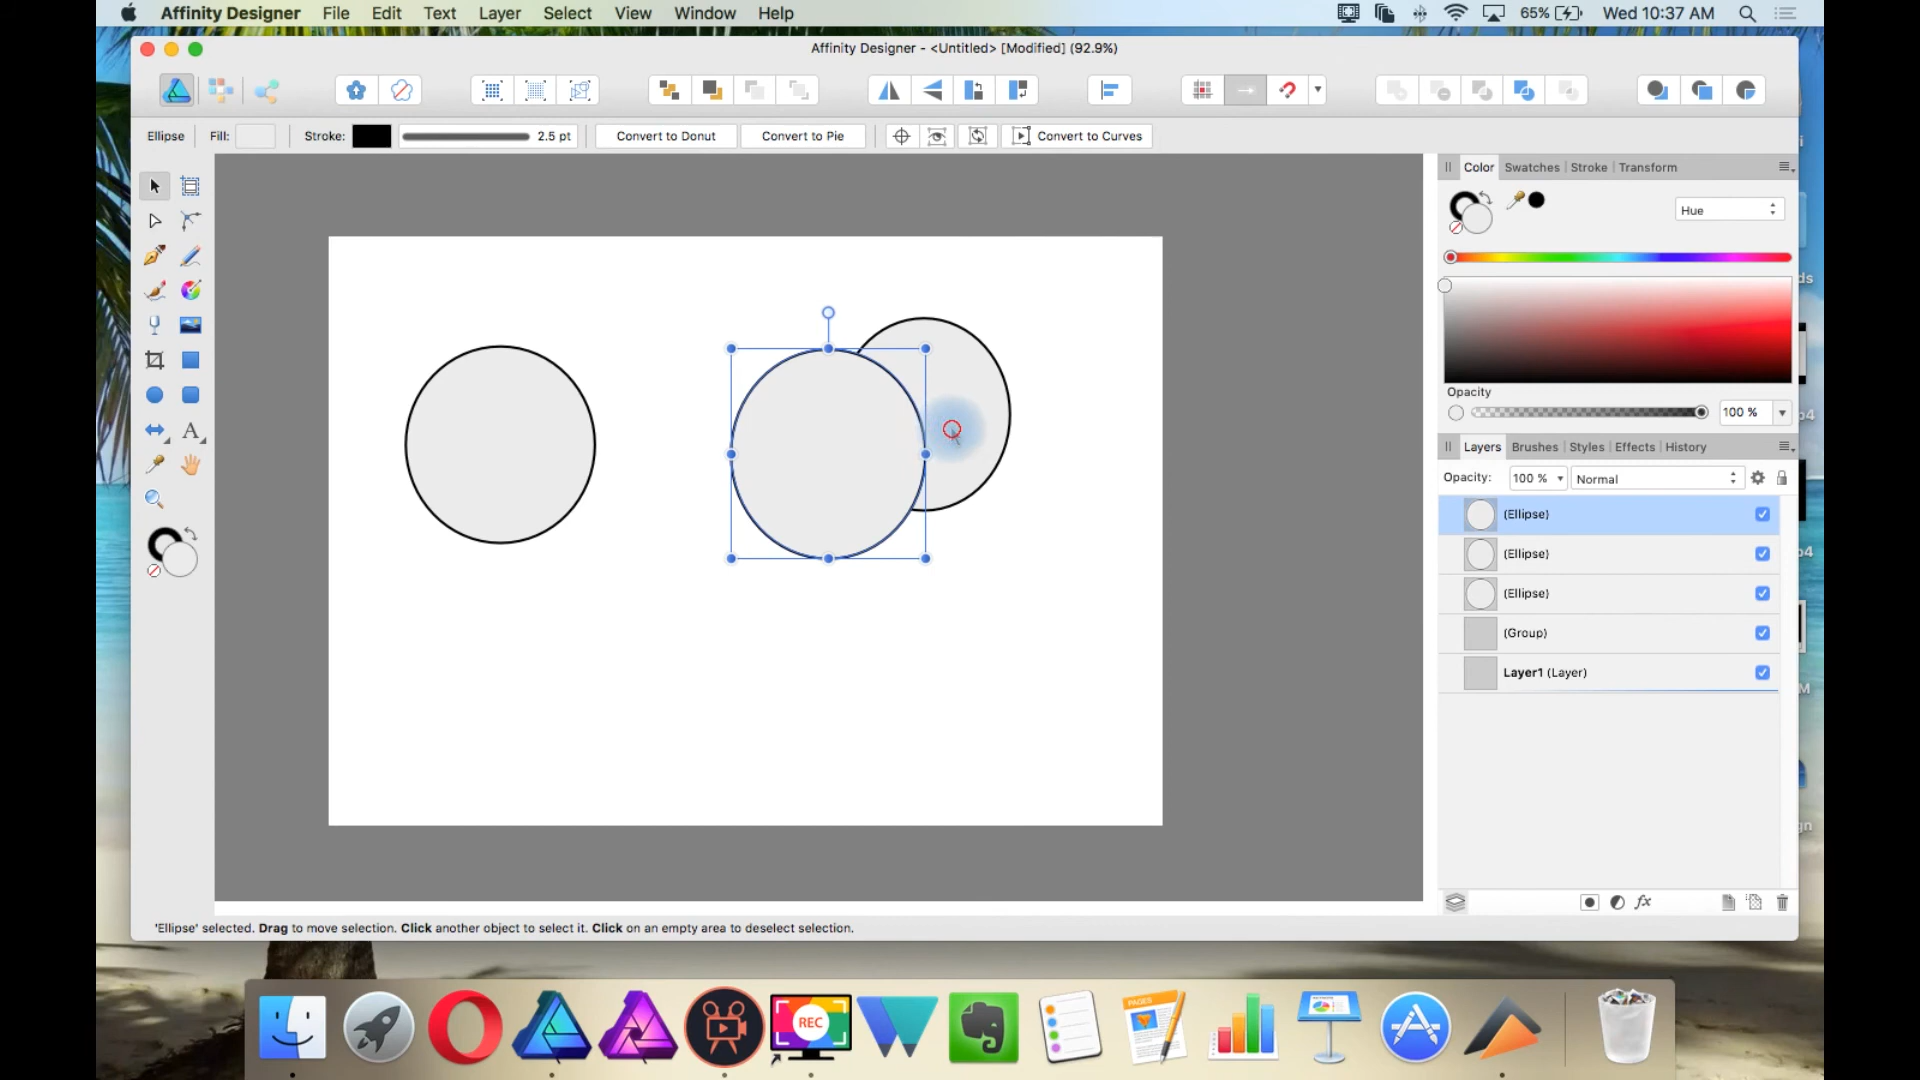 Affinity Designer File Edit Text Layer Select View Window Help 65% Wed 10:37 AM
Affinity Designer - <Untitled> [Modified] (92.9%)
Ellipse Fill: Stroke: 2.5 pt Convert to Donut Convert to Pie Convert to Curves
Color Swatches Stroke Transform
Hue
Opacity
100 %
Layers Brushes Styles Effects History
Opacity: 100 % Normal
(Ellipse)
(Ellipse)
(Ellipse)
(Group)
Layer1 (Layer)
fx
A
'Ellipse' selected. Drag to move selection. Click another object to select it. Click on an empty area to deselect selection.
REC
PAGES